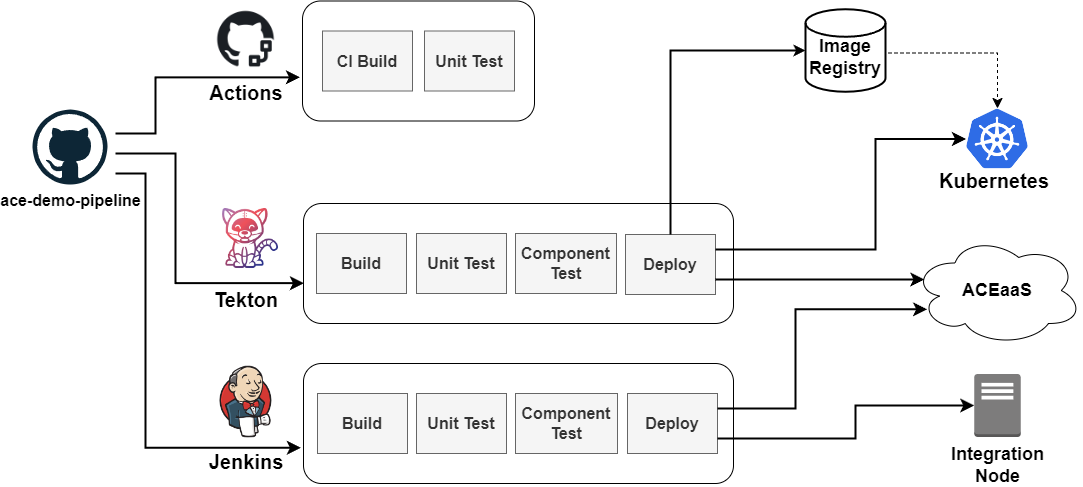 Actions
CI Build
Unit Test
Image
Registry
ace-demo-pipeline
Kubernetes
Tekton
Build
Unit Test
Component
Test
Deploy
ACEaaS
Jenkins
Build
Unit Test
Component
Test
Deploy
Integration
Node